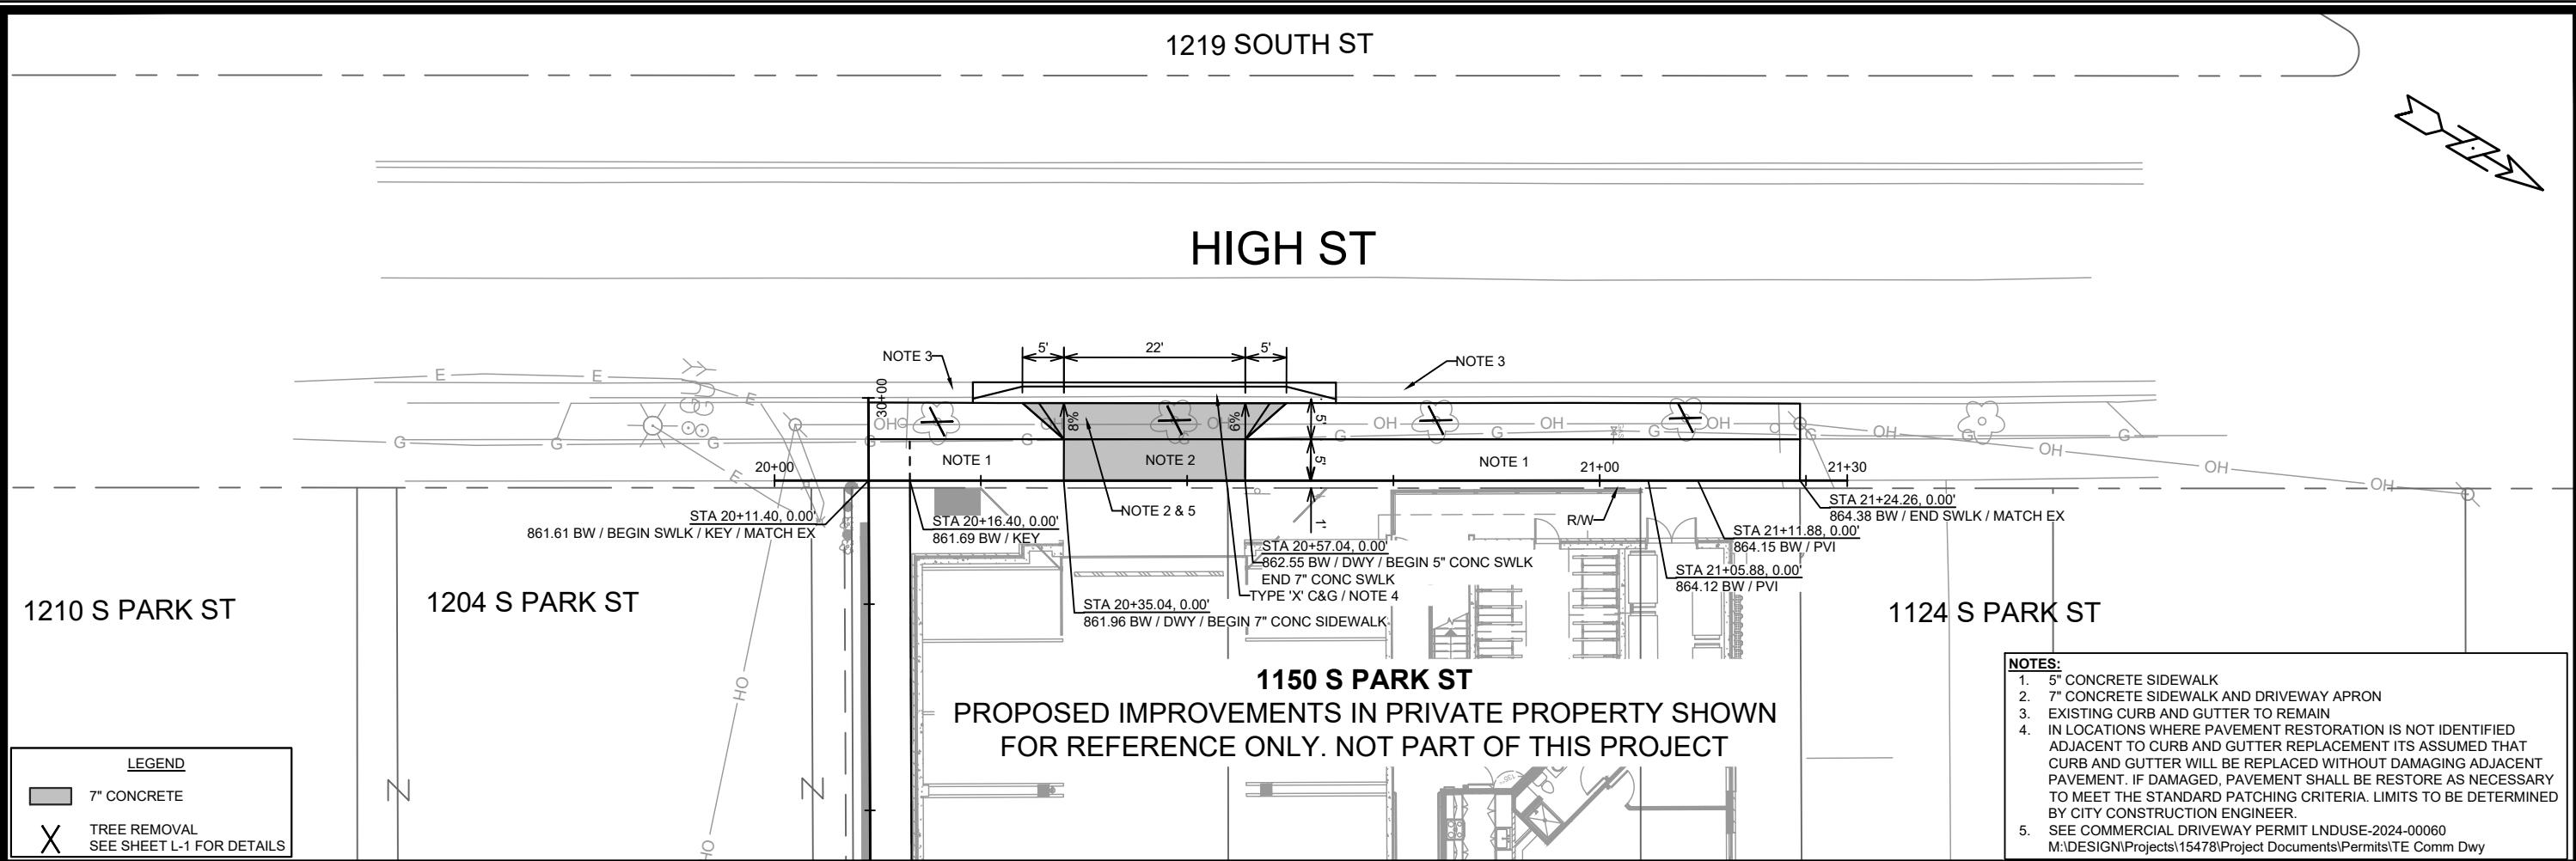 1219 SOUTH ST
HIGH ST
NOTE 3
5'
22'
5'
NOTE 3
30+00
E
E
E
E
G
G
G
G
G
G
G
G
G
OH
OH
OH
OH
OH
OH
OH
OH
OH
OH
OH
8%
6%
5'
5'
1'
20+00
NOTE 1
NOTE 2
NOTE 1
21+00
21+30
STA 20+11.40, 0.00'
861.61 BW / BEGIN SWLK / KEY / MATCH EX
STA 20+16.40, 0.00'
861.69 BW / KEY
NOTE 2 & 5
R/W
STA 21+24.26, 0.00'
864.38 BW / END SWLK / MATCH EX
STA 21+11.88, 0.00'
864.15 BW / PVI
STA 20+57.04, 0.00'
862.55 BW / DWY / BEGIN 5" CONC SWLK
END 7" CONC SWLK
TYPE 'X' C&G / NOTE 4
STA 21+05.88, 0.00'
864.12 BW / PVI
STA 20+35.04, 0.00'
861.96 BW / DWY / BEGIN 7" CONC SIDEWALK
1210 S PARK ST
1204 S PARK ST
1124 S PARK ST
1150 S PARK ST
PROPOSED IMPROVEMENTS IN PRIVATE PROPERTY SHOWN
FOR REFERENCE ONLY. NOT PART OF THIS PROJECT
LEGEND
7" CONCRETE
TREE REMOVAL
SEE SHEET L-1 FOR DETAILS
NOTES:
1. 5" CONCRETE SIDEWALK
2. 7" CONCRETE SIDEWALK AND DRIVEWAY APRON
3. EXISTING CURB AND GUTTER TO REMAIN
4. IN LOCATIONS WHERE PAVEMENT RESTORATION IS NOT IDENTIFIED
ADJACENT TO CURB AND GUTTER REPLACEMENT ITS ASSUMED THAT
CURB AND GUTTER WILL BE REPLACED WITHOUT DAMAGING ADJACENT
PAVEMENT. IF DAMAGED, PAVEMENT SHALL BE RESTORE AS NECESSARY
TO MEET THE STANDARD PATCHING CRITERIA. LIMITS TO BE DETERMINED
BY CITY CONSTRUCTION ENGINEER.
5. SEE COMMERCIAL DRIVEWAY PERMIT LNDUSE-2024-00060
M:\DESIGN\Projects\15478\Project Documents\Permits\TE Comm Dwy